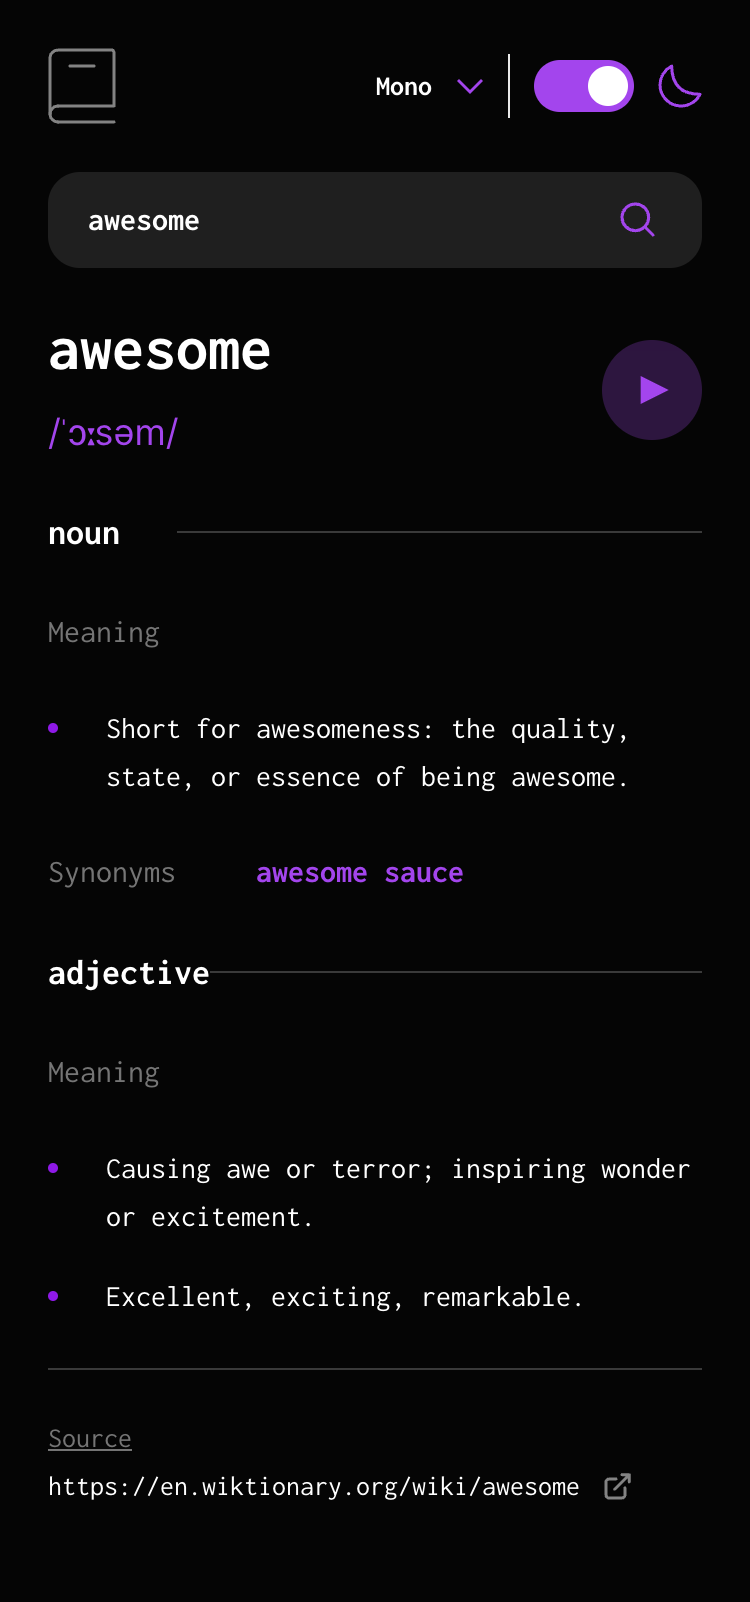 Mono
awesome
awesome
/ˈɔːsəm/
noun
Meaning
Short for awesomeness: the quality,
state, or essence of being awesome.
Synonyms awesome sauce
adjective
Meaning
Causing awe or terror; inspiring wonder
or excitement.
Excellent, exciting, remarkable.
Source
https://en.wiktionary.org/wiki/awesome